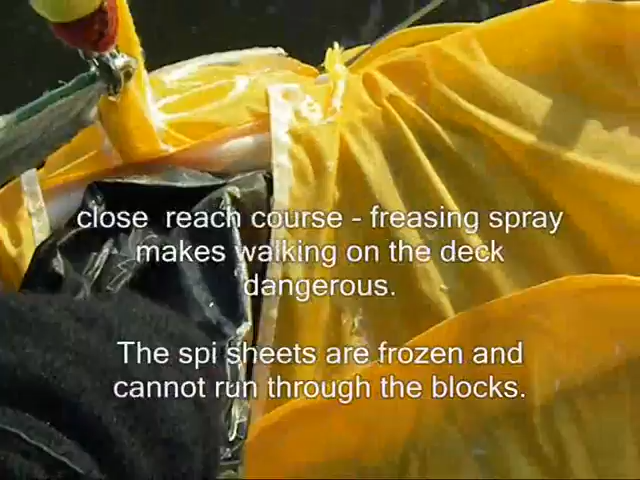 close  reach course - freasing spray
makes walking on the deck
dangerous.
The spi sheets are frozen and
cannot run through the blocks.